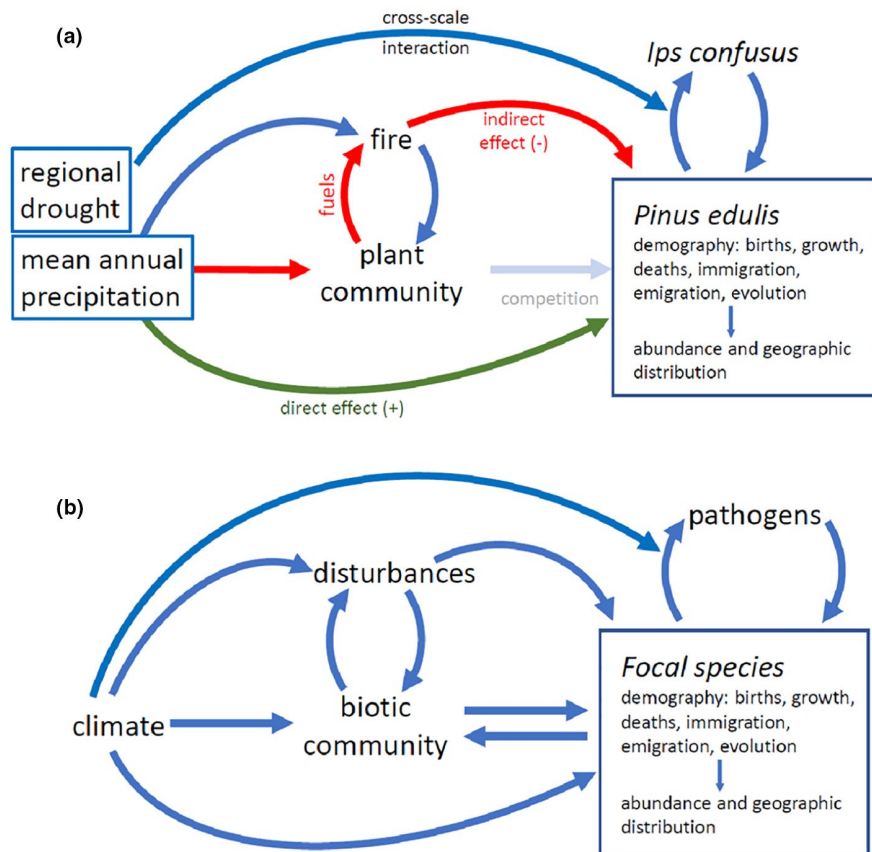 (a)
cross-scale
interaction
Ips confusus
fire
indirect
effect (-)
regional
drought
fuels
mean annual
precipitation
plant
community
competition
Pinus edulis
demography: births, growth,
deaths, immigration,
emigration, evolution
abundance and geographic
distribution
direct effect (+)
(b)
pathogens
disturbances
climate
biotic
community
Focal species
demography: births, growth,
deaths, immigration,
emigration, evolution
abundance and geographic
distribution